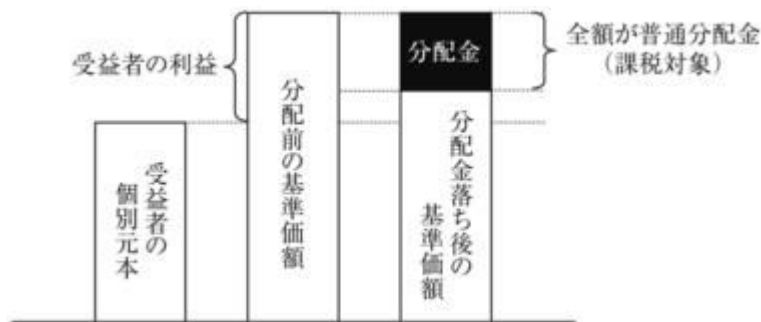 受益者の利益
受益者の
個別元本
分配前の基準価額
分配金
分配金落ち後の
基準価額
全額が普通分配金
（課税対象）